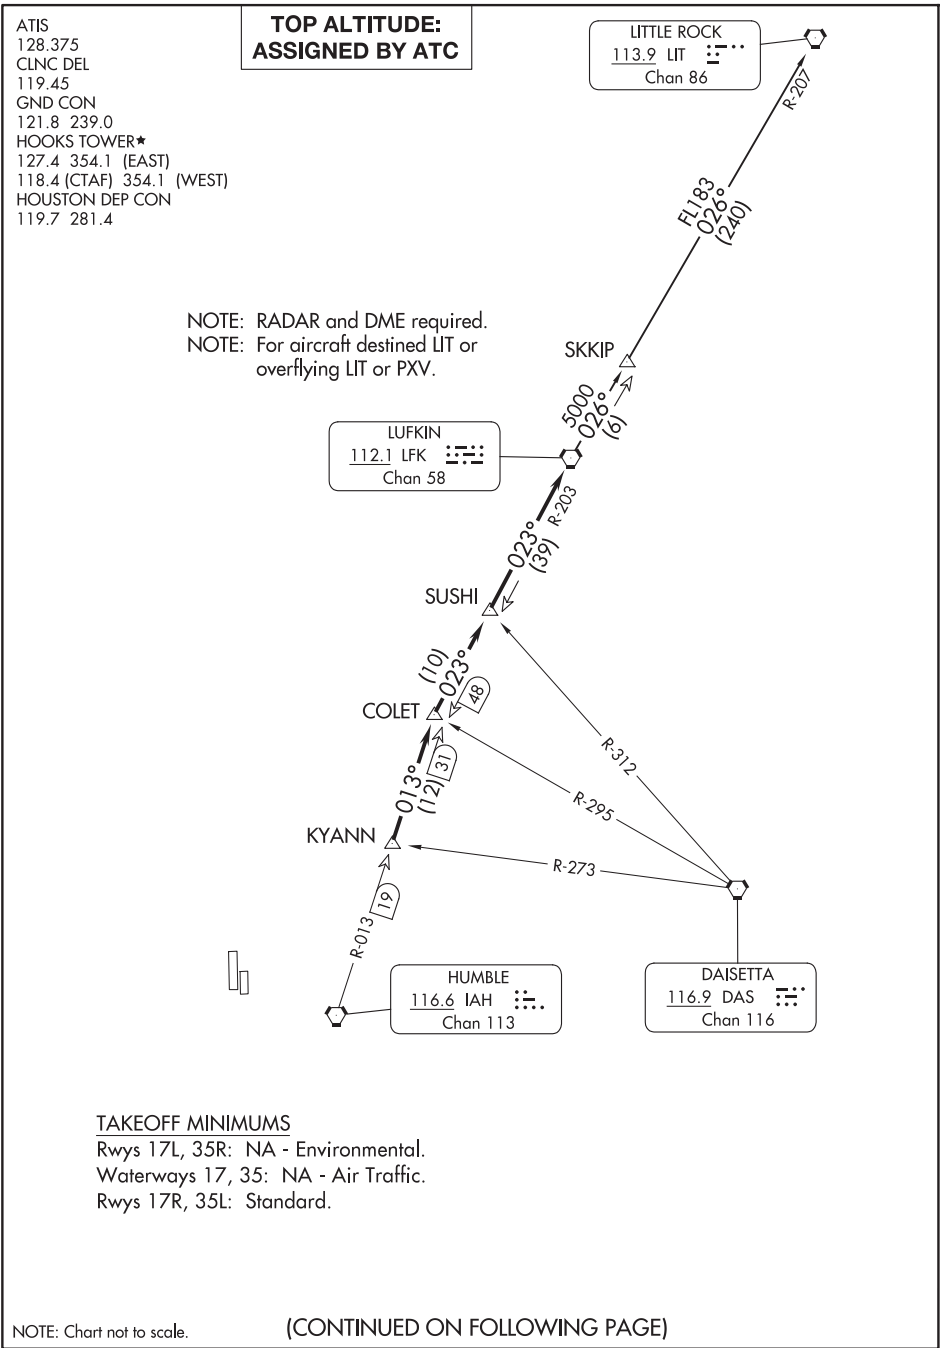 ATIS
128.375
CLNC DEL
119.45
GND CON
121.8 239.0
HOOKS TOWER★
127.4 354.1 (EAST)
118.4 (CTAF) 354.1 (WEST)
HOUSTON DEP CON
119.7 281.4
TOP ALTITUDE:
ASSIGNED BY ATC
LITTLE ROCK
113.9 LIT
Chan 86
R-207
FL183
026°
(240)
NOTE: RADAR and DME required.
NOTE: For aircraft destined LIT or
overflying LIT or PXV.
SKKIP
5000
026°
(6)
LUFKIN
112.1 LFK
Chan 58
R-203
023°
(39)
SUSHI
(10)
023°
48
COLET
R-312
31
013°
(12)
R-295
KYANN
R-273
19
R-013
HUMBLE
116.6 IAH
Chan 113
DAISETTA
116.9 DAS
Chan 116
TAKEOFF MINIMUMS
Rwys 17L, 35R: NA - Environmental.
Waterways 17, 35: NA - Air Traffic.
Rwys 17R, 35L: Standard.
NOTE: Chart not to scale.
(CONTINUED ON FOLLOWING PAGE)